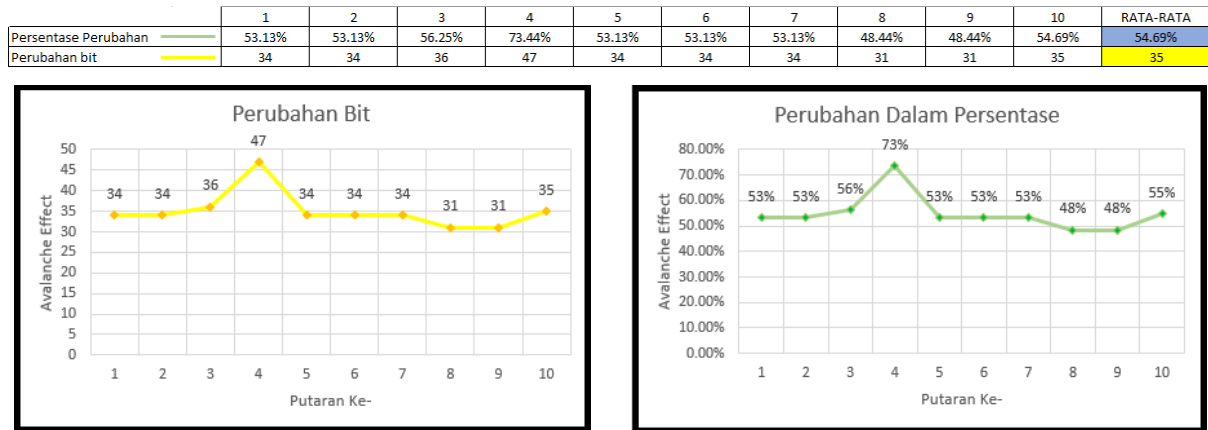 1 2 3 4 5 6 7 8 9 10 RATA-RATA
Persentase Perubahan 53.13% 53.13% 56.25% 73.44% 53.13% 53.13% 53.13% 48.44% 48.44% 54.69% 54.69%
Perubahan bit 34 34 36 47 34 34 34 31 31 35 35
Perubahan Bit
47
50
45
40
35
30
25
20
15
10
5
0
34 34 36 34 34 34 31 31 35
Avalanche Effect
1 2 3 4 5 6 7 8 9 10
Putaran Ke-
Perubahan Dalam Persentase
73%
80.00%
70.00%
60.00%
50.00%
40.00%
30.00%
20.00%
10.00%
0.00%
53% 53% 56% 53% 53% 53% 48% 48% 55%
Avalanche Effect
1 2 3 4 5 6 7 8 9 10
Putaran Ke-